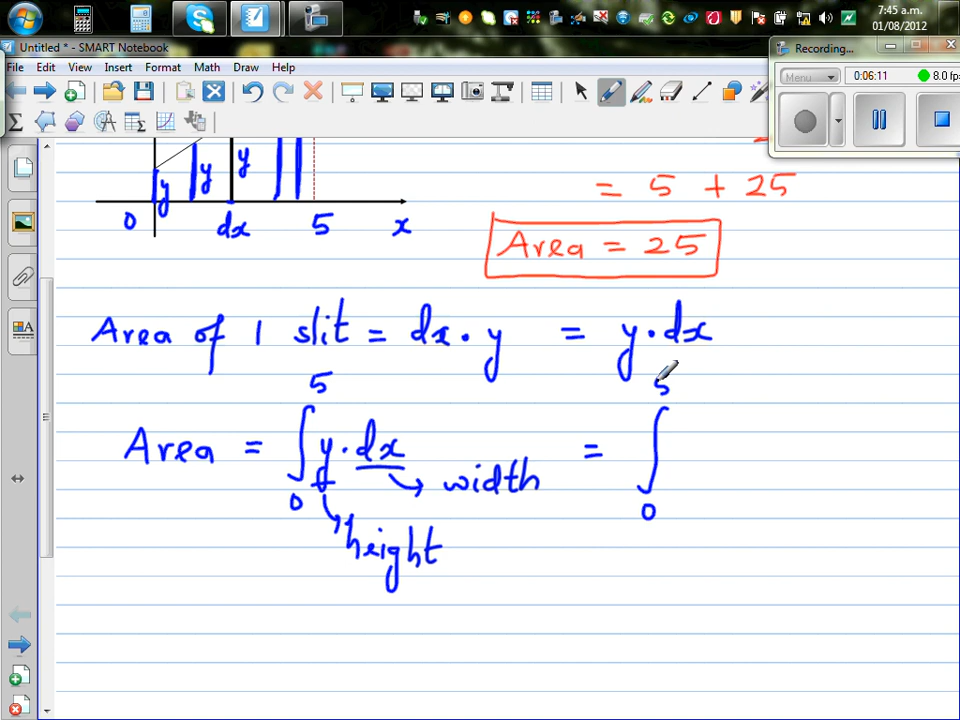 7:45 a.m.
01/08/2012
Untitled * - SMART Notebook
Recording...
File Edit View Insert Format Math Draw Help
Menu 0:06:11 8.0 fp
y y y
= 5 + 25
0 dx 5 x
Area = 25
Area of 1 slit = dx · y = y · dx
5 5
Area = ∫ y · dx = ∫
width
0 0
height